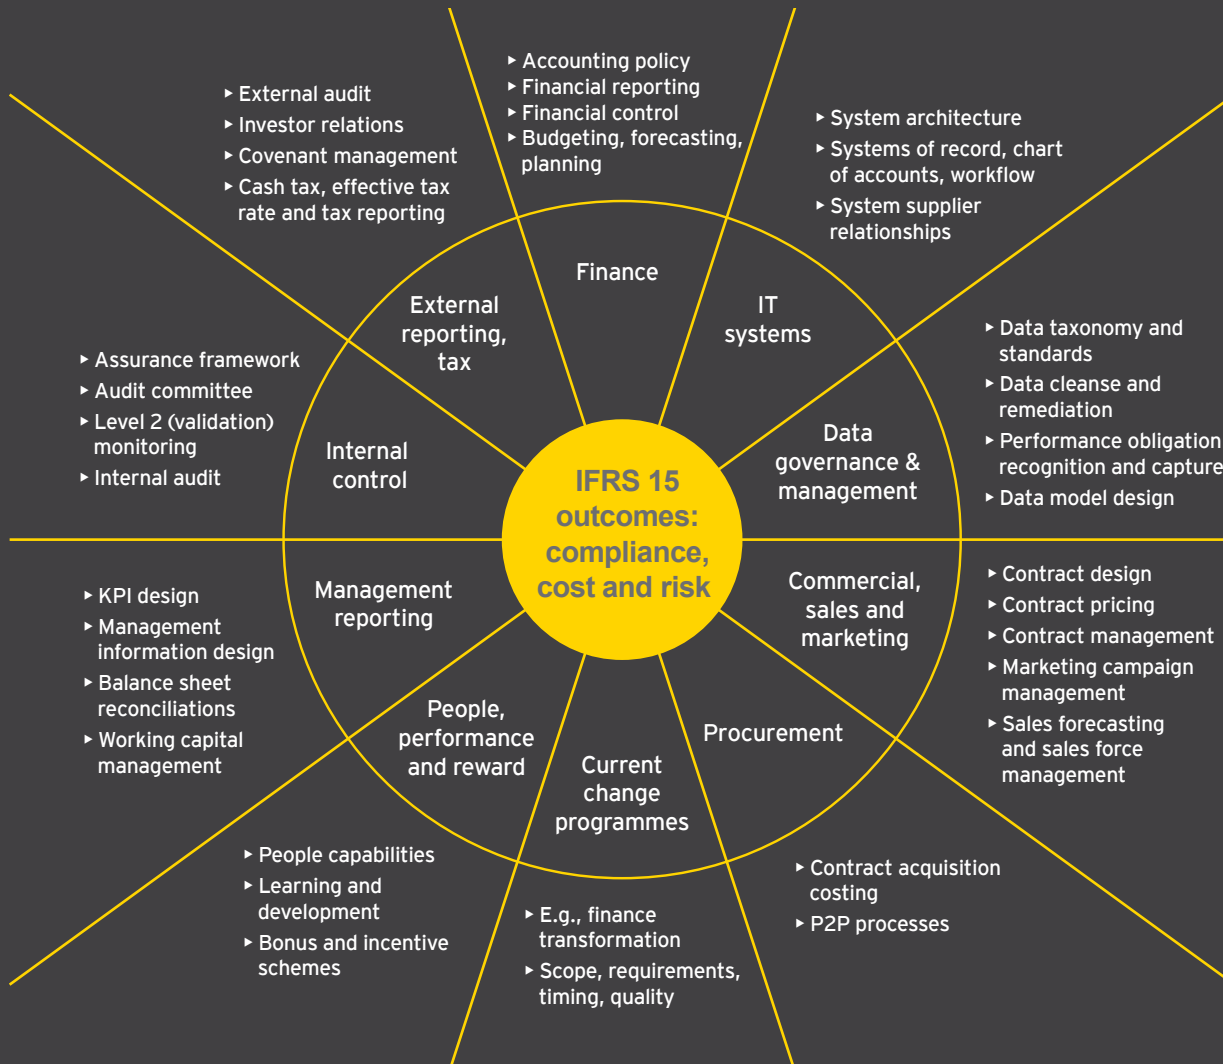 IFRS 15
outcomes:
compliance,
cost and risk
Finance
▸ Accounting policy
▸ Financial reporting
▸ Financial control
▸ Budgeting, forecasting,
planning
IT
systems
▸ System architecture
▸ Systems of record, chart
of accounts, workflow
▸ System supplier
relationships
Data
governance &
management
▸ Data taxonomy and
standards
▸ Data cleanse and
remediation
▸ Performance obligation
recognition and capture
▸ Data model design
Commercial,
sales and
marketing
▸ Contract design
▸ Contract pricing
▸ Contract management
▸ Marketing campaign
management
▸ Sales forecasting
and sales force
management
Procurement
▸ Contract acquisition
costing
▸ P2P processes
Current
change
programmes
▸ E.g., finance
transformation
▸ Scope, requirements,
timing, quality
People,
performance
and reward
▸ People capabilities
▸ Learning and
development
▸ Bonus and incentive
schemes
Management
reporting
▸ KPI design
▸ Management
information design
▸ Balance sheet
reconciliations
▸ Working capital
management
Internal
control
▸ Assurance framework
▸ Audit committee
▸ Level 2 (validation)
monitoring
▸ Internal audit
External
reporting,
tax
▸ External audit
▸ Investor relations
▸ Covenant management
▸ Cash tax, effective tax
rate and tax reporting